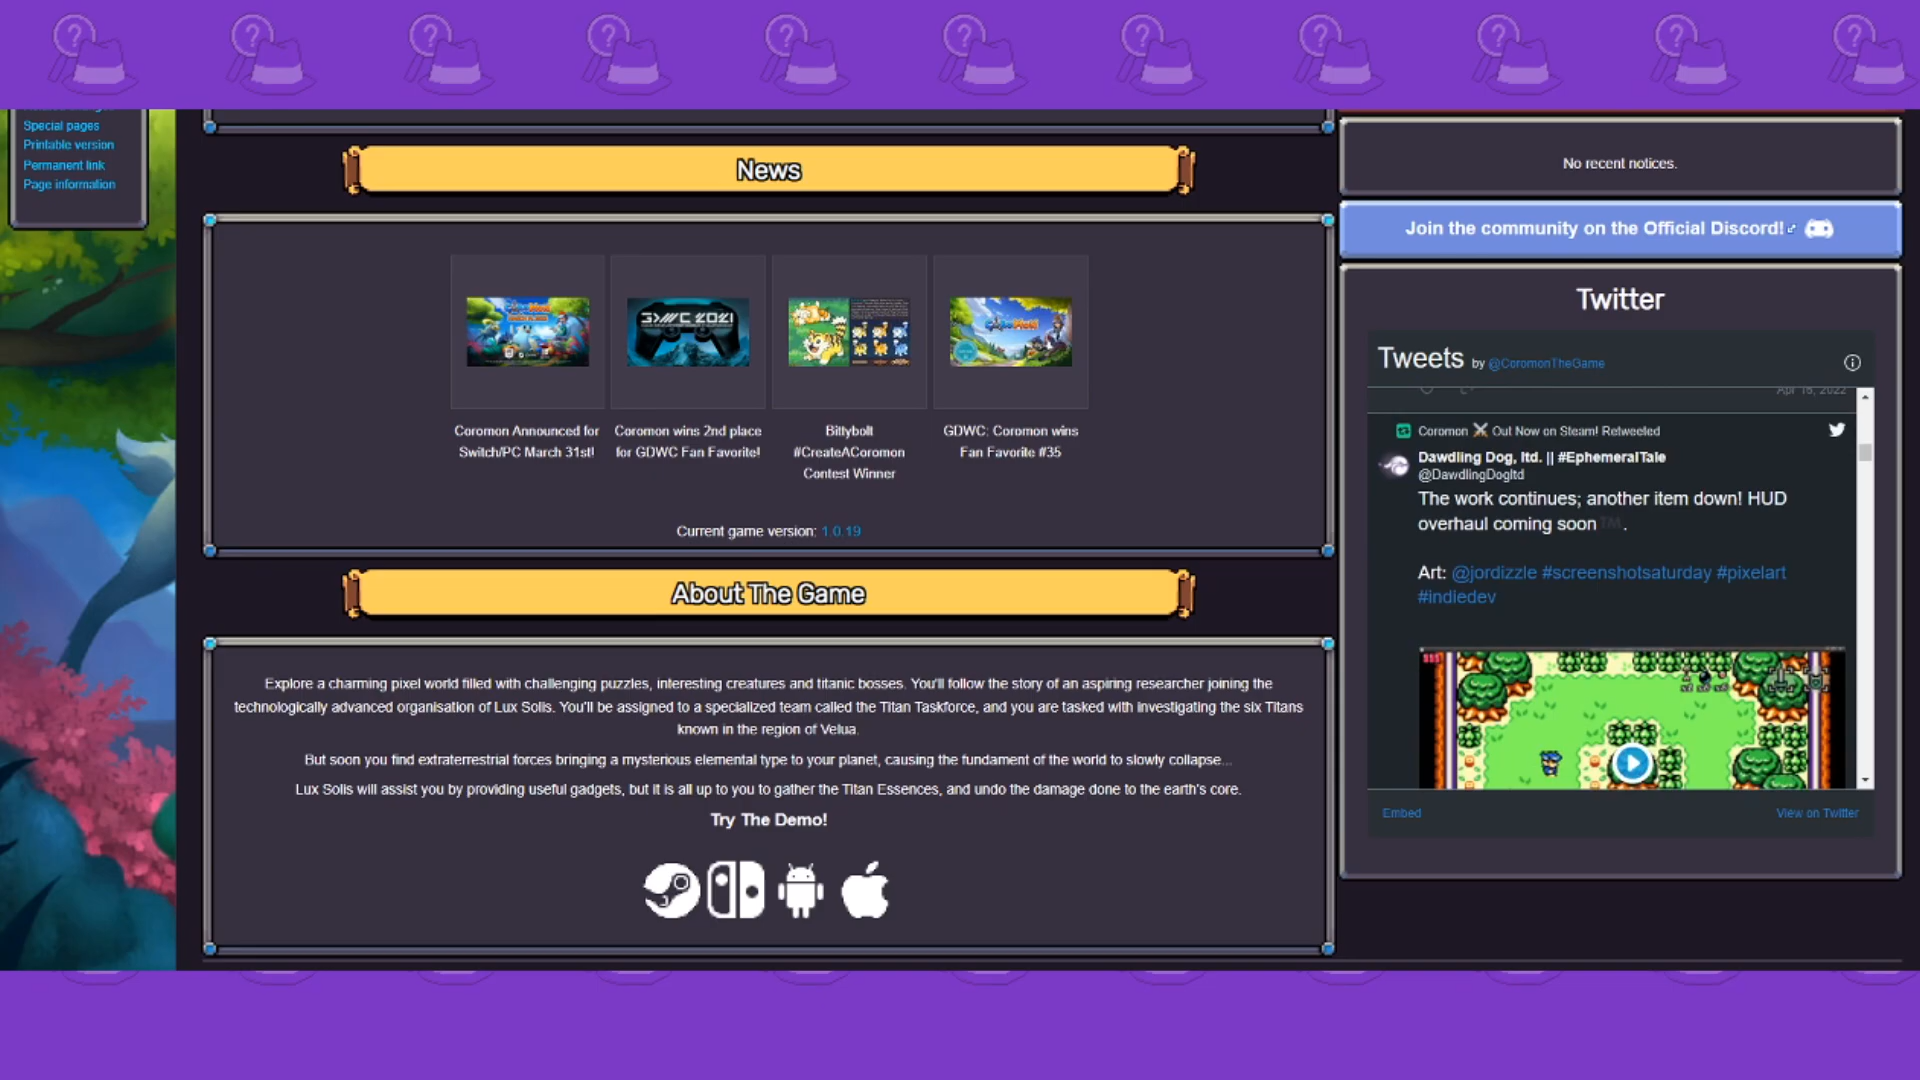 Special pages
Printable version
Permanent link
Page information
News
Coromon Announced for
Switch/PC March 31st!
Coromon wins 2nd place
for GDWC Fan Favorite!
Bittybolt
#CreateACoromon
Contest Winner
GDWC: Coromon wins
Fan Favorite #35
Current game version: 1.0.19
About The Game
Explore a charming pixel world filled with challenging puzzles, interesting creatures and titanic bosses. You'll follow the story of an aspiring researcher joining the
technologically advanced organisation of Lux Solis. You'll be assigned to a specialized team called the Titan Taskforce, and you are tasked with investigating the six Titans
known in the region of Velua.
But soon you find extraterrestrial forces bringing a mysterious elemental type to your planet, causing the fundament of the world to slowly collapse...
Lux Solis will assist you by providing useful gadgets, but it is all up to you to gather the Titan Essences, and undo the damage done to the earth's core.
Try The Demo!
No recent notices.
Join the community on the Official Discord!
Twitter
Tweets by @CoromonTheGame
Apr 16, 2022
Coromon ⚔ Out Now on Steam! Retweeted
Dawdling Dog, ltd. || #EphemeralTale
@DawdlingDogltd
The work continues; another item down! HUD
overhaul coming soon™.
Art: @jordizzle #screenshotsaturday #pixelart
#indiedev
Embed
View on Twitter